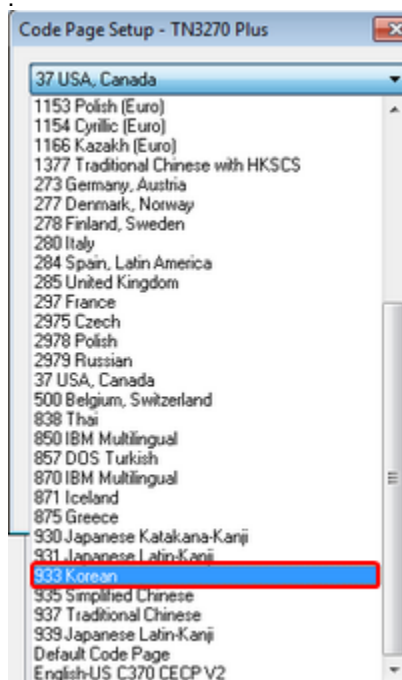 :
Code Page Setup - TN3270 Plus
37 USA, Canada
1153 Polish (Euro)
1154 Cyrillic (Euro)
1166 Kazakh (Euro)
1377 Traditional Chinese with HKSCS
273 Germany, Austria
277 Denmark, Norway
278 Finland, Sweden
280 Italy
284 Spain, Latin America
285 United Kingdom
297 France
2975 Czech
2978 Polish
2979 Russian
37 USA, Canada
500 Belgium, Switzerland
838 Thai
850 IBM Multilingual
857 DOS Turkish
870 IBM Multilingual
871 Iceland
875 Greece
930 Japanese Katakana-Kanji
931 Japanese Latin-Kanji
933 Korean
935 Simplified Chinese
937 Traditional Chinese
939 Japanese Latin-Kanji
Default Code Page
English-US C370 CECP V2